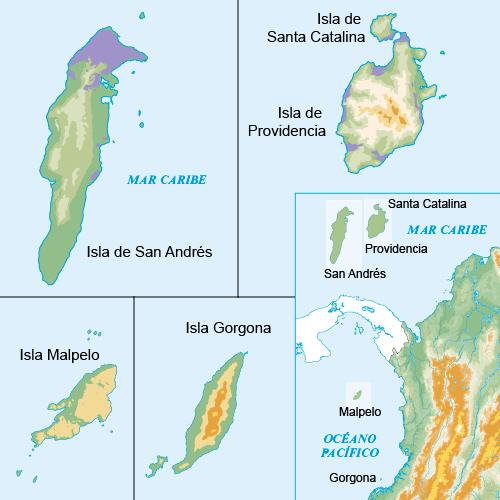 Isla de
Santa Catalina
Isla de
Providencia
MAR CARIBE
Isla de San Andrés
Santa Catalina
MAR CARIBE
Providencia
San Andrés
Isla Gorgona
Isla Malpelo
Malpelo
OCÉANO
PACÍFICO
Gorgona